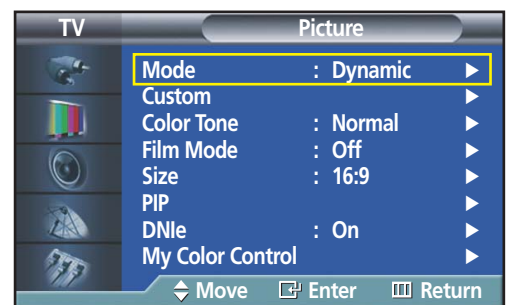 TV Picture
Mode : Dynamic ▶
Custom ▶
Color Tone : Normal ▶
Film Mode : Off ▶
Size : 16:9 ▶
PIP ▶
DNIe : On ▶
My Color Control ▶
Move Enter Return